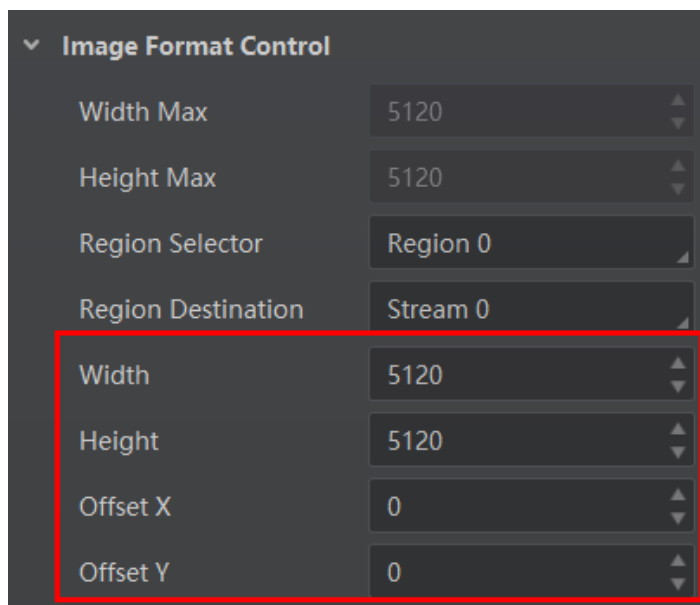 Image Format Control
Width Max 5120
Height Max 5120
Region Selector Region 0
Region Destination Stream 0
Width 5120
Height 5120
Offset X 0
Offset Y 0